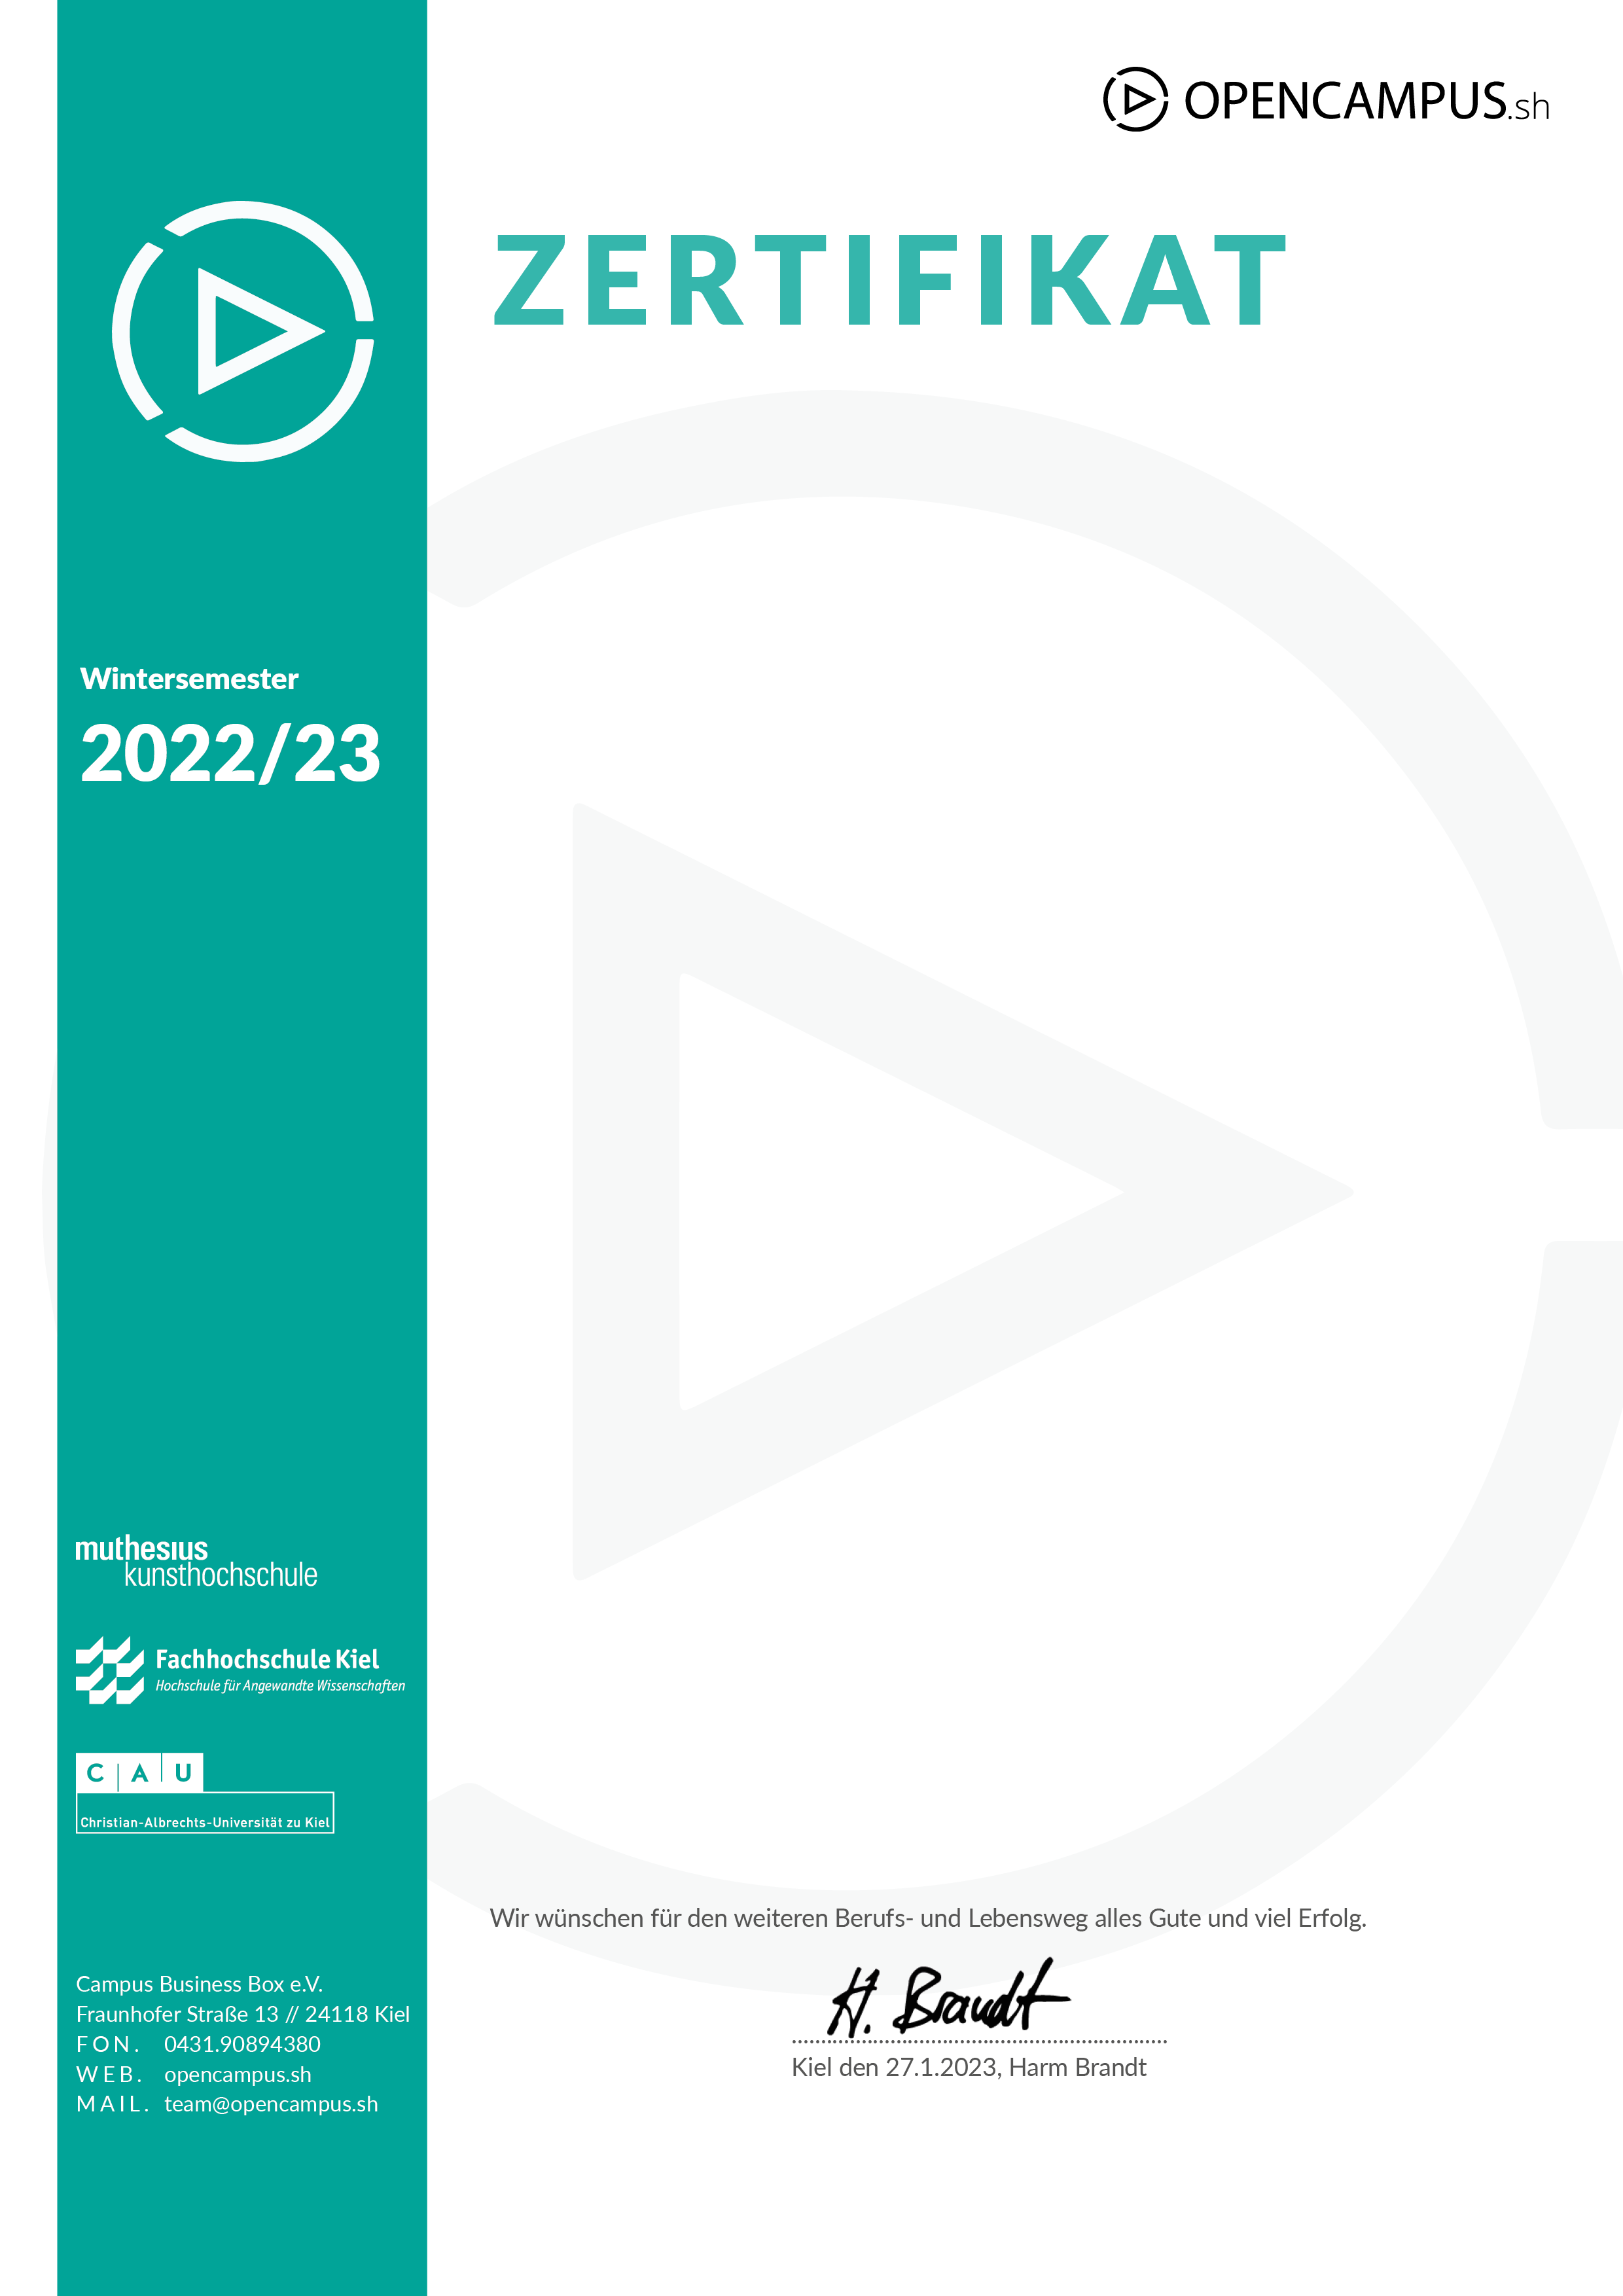 OPENCAMPUS.sh
ZERTIFIKAT
Wintersemester
2022/23
muthesius
kunsthochschule
Fachhochschule Kiel
Hochschule für Angewandte Wissenschaften
C A U
Christian-Albrechts-Universität zu Kiel
Wir wünschen für den weiteren Berufs- und Lebensweg alles Gute und viel Erfolg.
H. Brandt
Kiel den 27.1.2023, Harm Brandt
Campus Business Box e.V.
Fraunhofer Straße 13 // 24118 Kiel
FON. 0431.90894380
WEB. opencampus.sh
MAIL. team@opencampus.sh